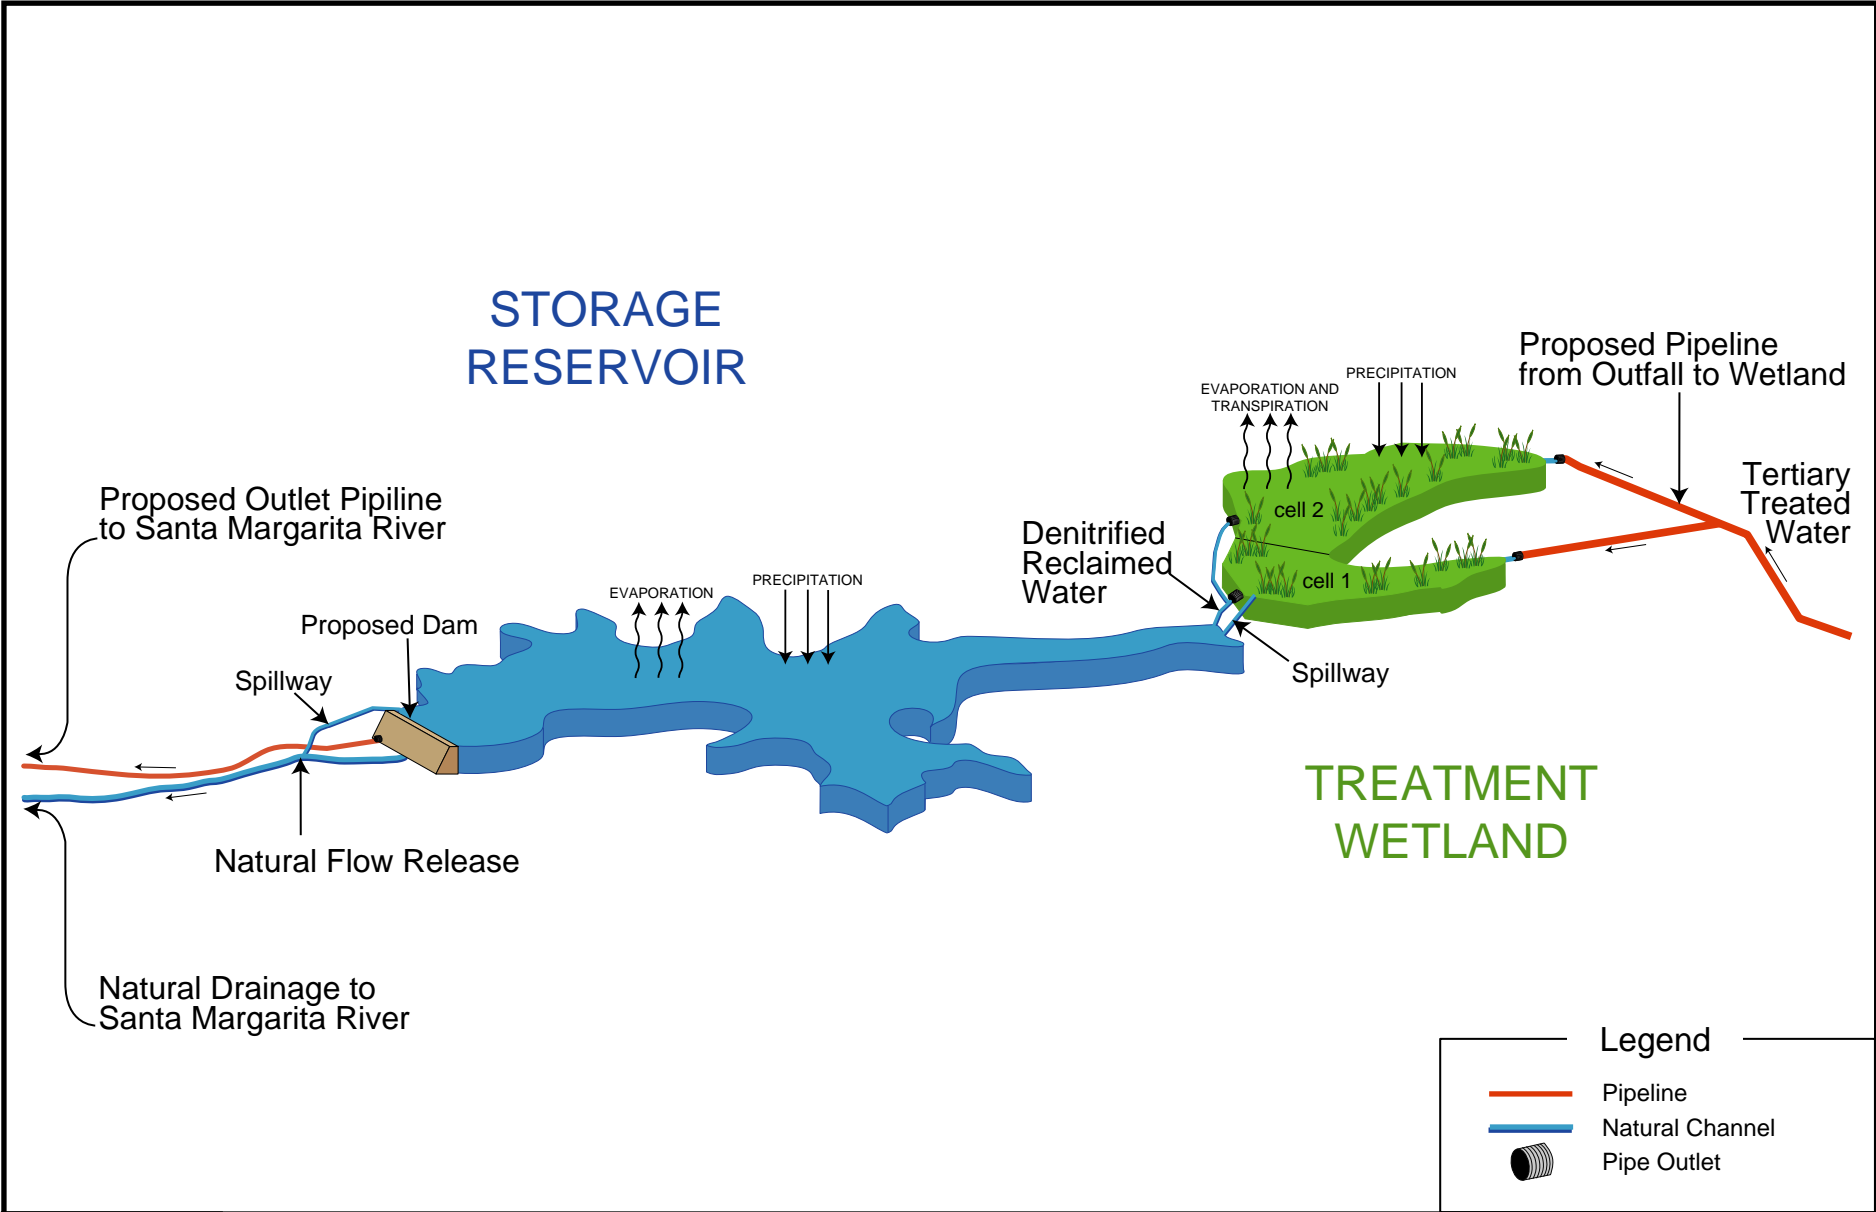 STORAGE
RESERVOIR
Proposed Pipeline
from Outfall to Wetland
PRECIPITATION
EVAPORATION AND
TRANSPIRATION
Tertiary
Treated
Water
Proposed Outlet Pipiline
to Santa Margarita River
cell 2
Denitrified
Reclaimed
Water
cell 1
PRECIPITATION
EVAPORATION
Proposed Dam
Spillway
Spillway
TREATMENT
WETLAND
Natural Flow Release
Natural Drainage to
Santa Margarita River
Legend
Pipeline
Natural Channel
Pipe Outlet